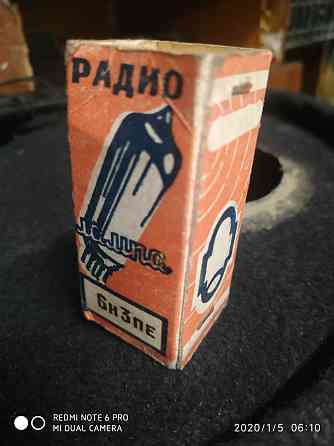 РАДИО
лампа
6н3пЕ
REDMI NOTE 6 PRO
MI DUAL CAMERA
2020/1/5 06:10